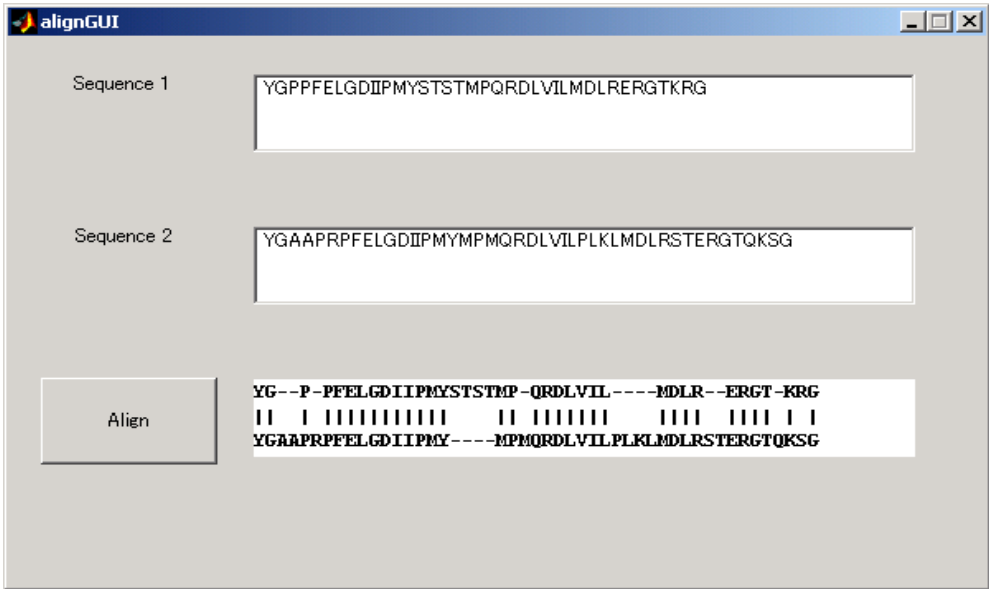 alignGUI
Sequence 1
YGPPFELGDIIPMYSTSTMPQRDLVILMDLRERGTKRG
Sequence 2
YGAAPRPFELGDIIPMYMPMQRDLVILPLKLMDLRSTERGTQKSG
Align
YG--P-PFELGDIIPMYSTSTMP-QRDLVIL----MDLR--ERGT-KRG
||  | |||||||||||    || |||||||    ||||  |||| | |
YGAAPRPFELGDIIPMY----MPMQRDLVILPLKLMDLRSTERGTQKSG